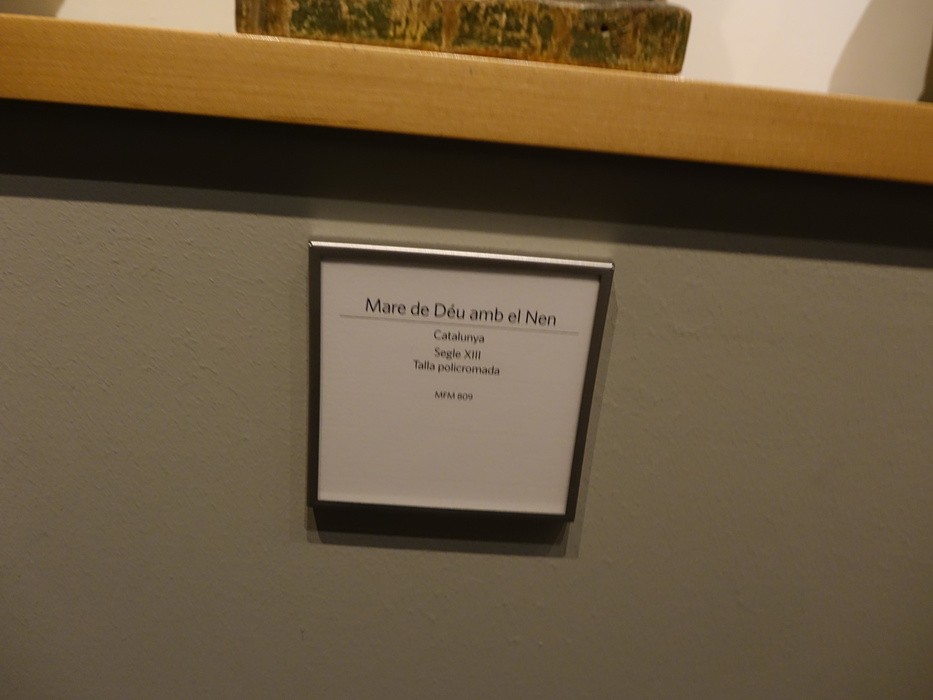 Mare de Déu amb el Nen
Catalunya
Segle XIII
Talla policromada
MFM 809